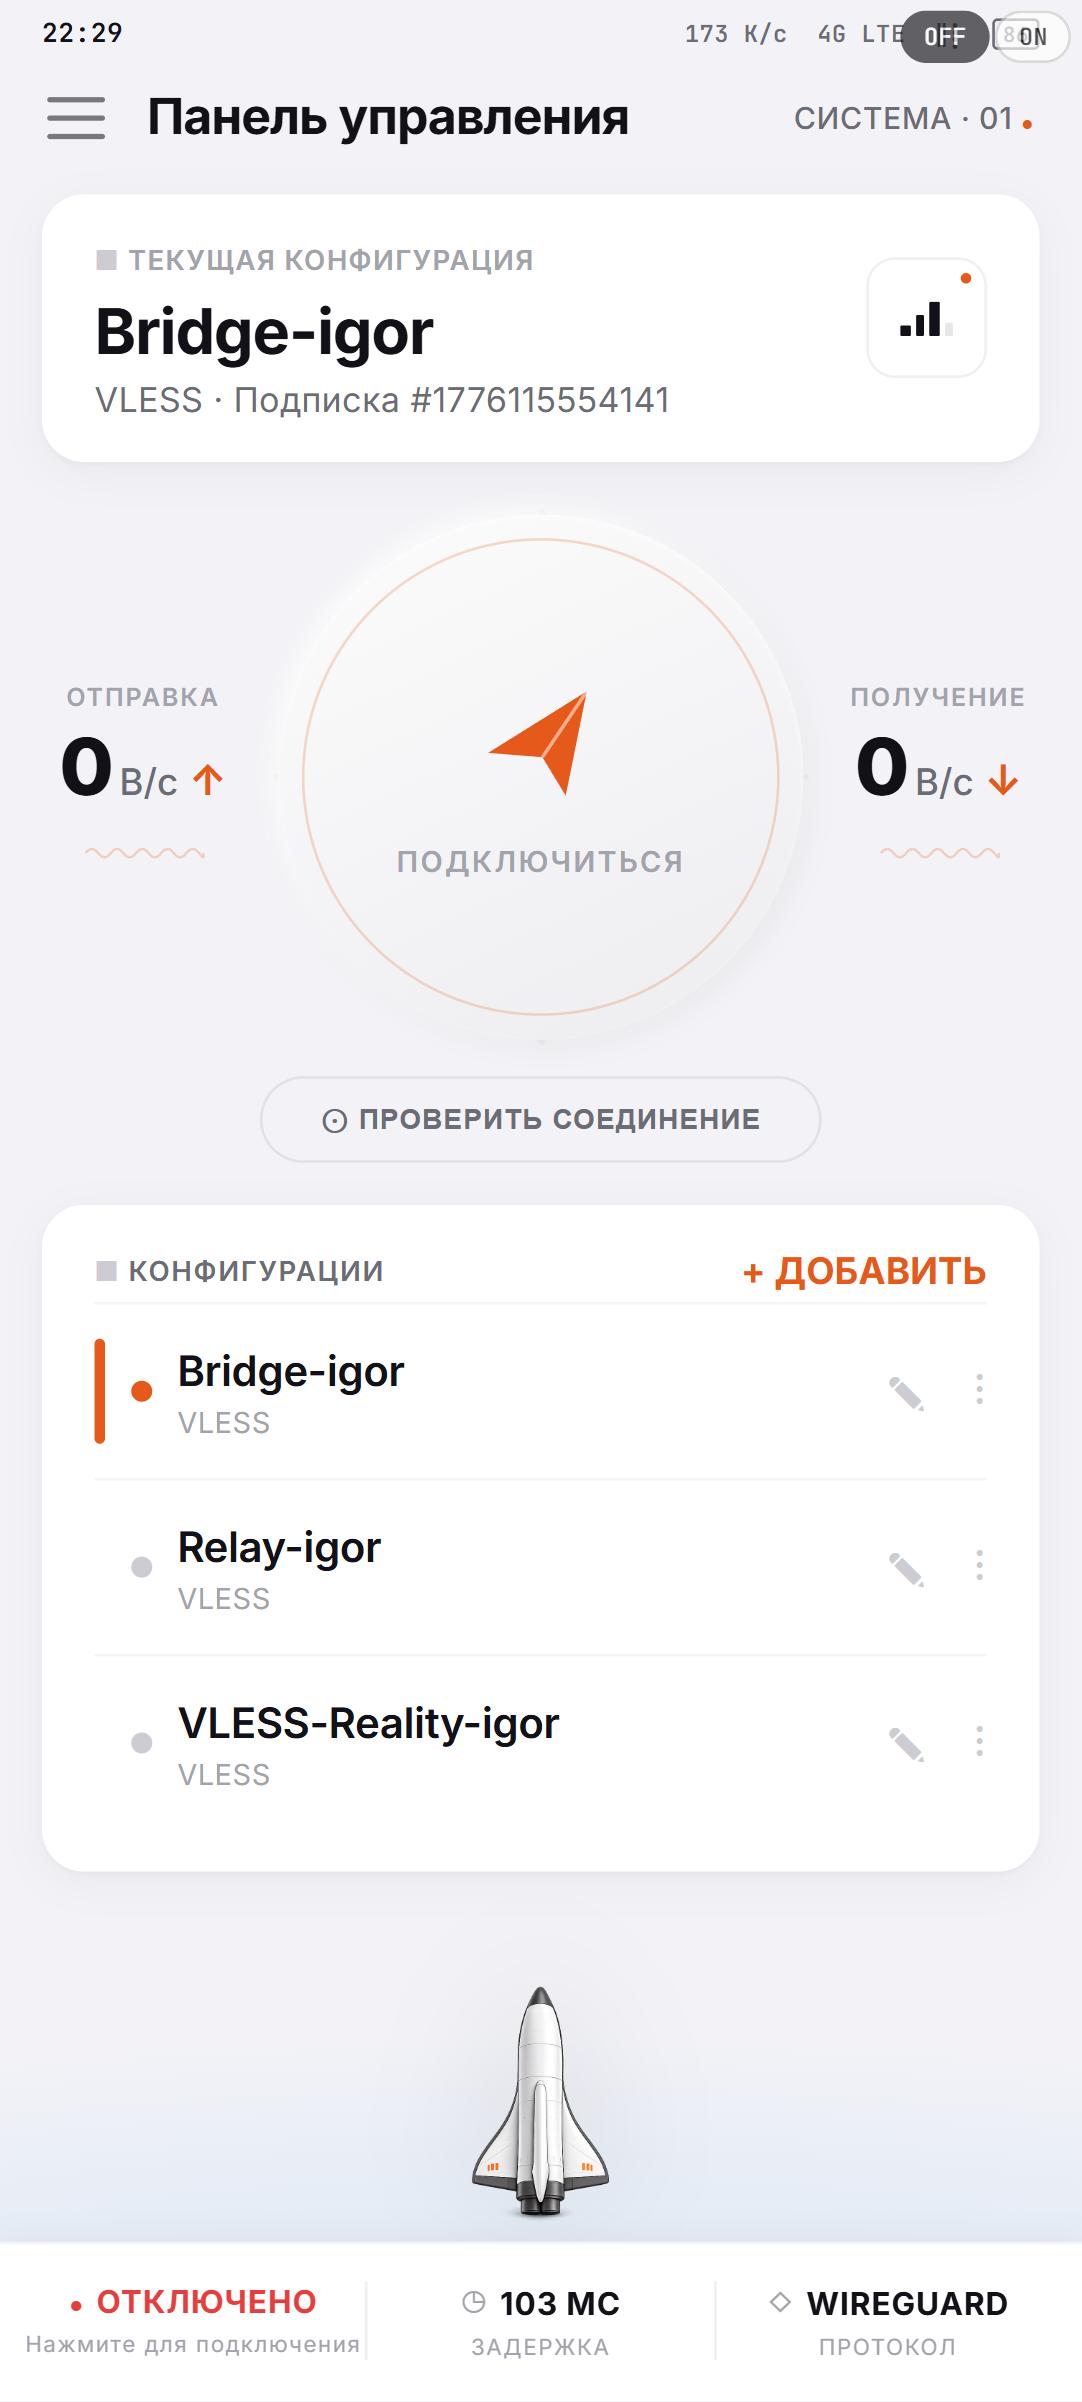 22:29
173 K/c 4G LTE OFF ON
Панель управления
СИСТЕМА · 01
ТЕКУЩАЯ КОНФИГУРАЦИЯ
Bridge-igor
VLESS · Подписка #1776115554141
ОТПРАВКА
0 B/c ↑
ПОЛУЧЕНИЕ
0 B/c ↓
ПОДКЛЮЧИТЬСЯ
ПРОВЕРИТЬ СОЕДИНЕНИЕ
КОНФИГУРАЦИИ
+ ДОБАВИТЬ
Bridge-igor
VLESS
Relay-igor
VLESS
VLESS-Reality-igor
VLESS
ОТКЛЮЧЕНО
Нажмите для подключения
103 МС
ЗАДЕРЖКА
WIREGUARD
ПРОТОКОЛ